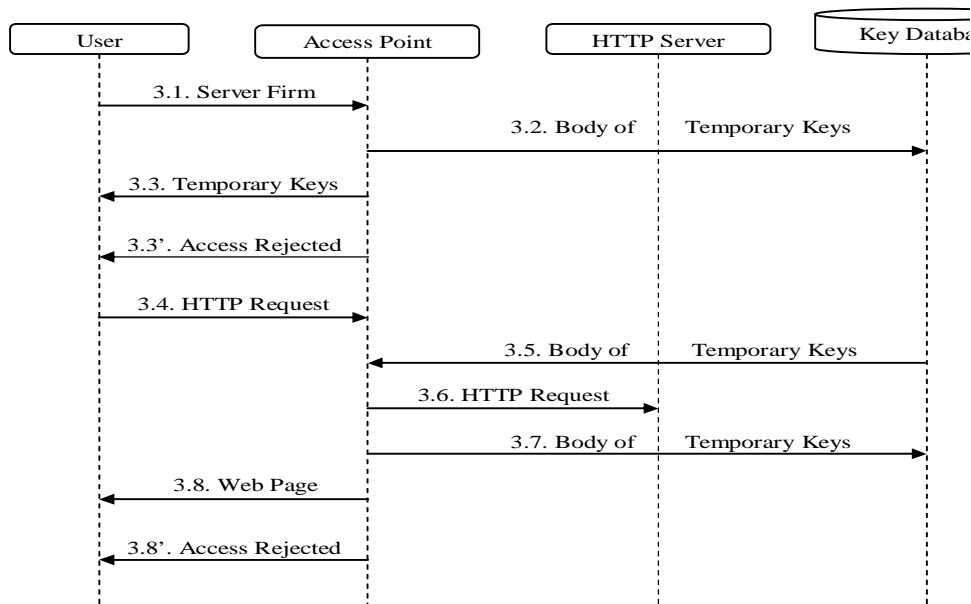 User
Access Point
HTTP Server
Key Databa
3.1. Server Firm
3.2. Body of Temporary Keys
3.3. Temporary Keys
3.3’. Access Rejected
3.4. HTTP Request
3.5. Body of Temporary Keys
3.6. HTTP Request
3.7. Body of Temporary Keys
3.8. Web Page
3.8’. Access Rejected